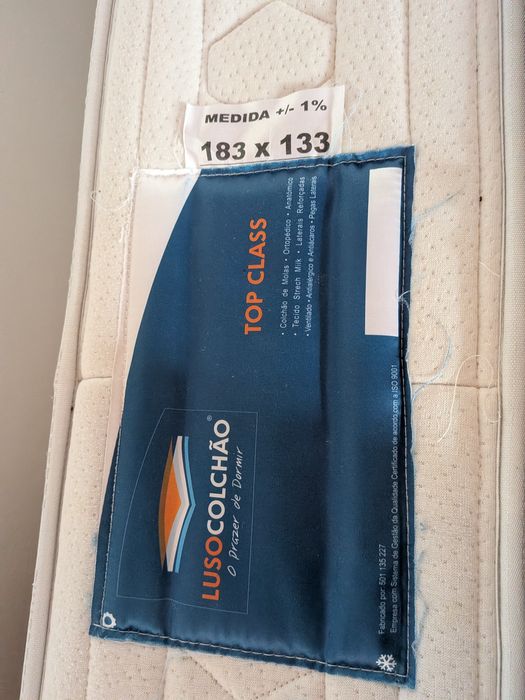 MEDIDA +/- 1%
183 x 133
LUSOCOLCHÃO®
O Prazer de Dormir
TOP CLASS
• Colchão de Molas • Ortopédico • Anatómico
• Tecido Strech Milk • Laterais Reforçadas
• Ventilado • Antialérgico e Antiácaros • Pegas Laterais
Fabricado por: 501 135 227
Empresa com Sistema de Gestão da Qualidade Certificado de acordo com a ISO 9001